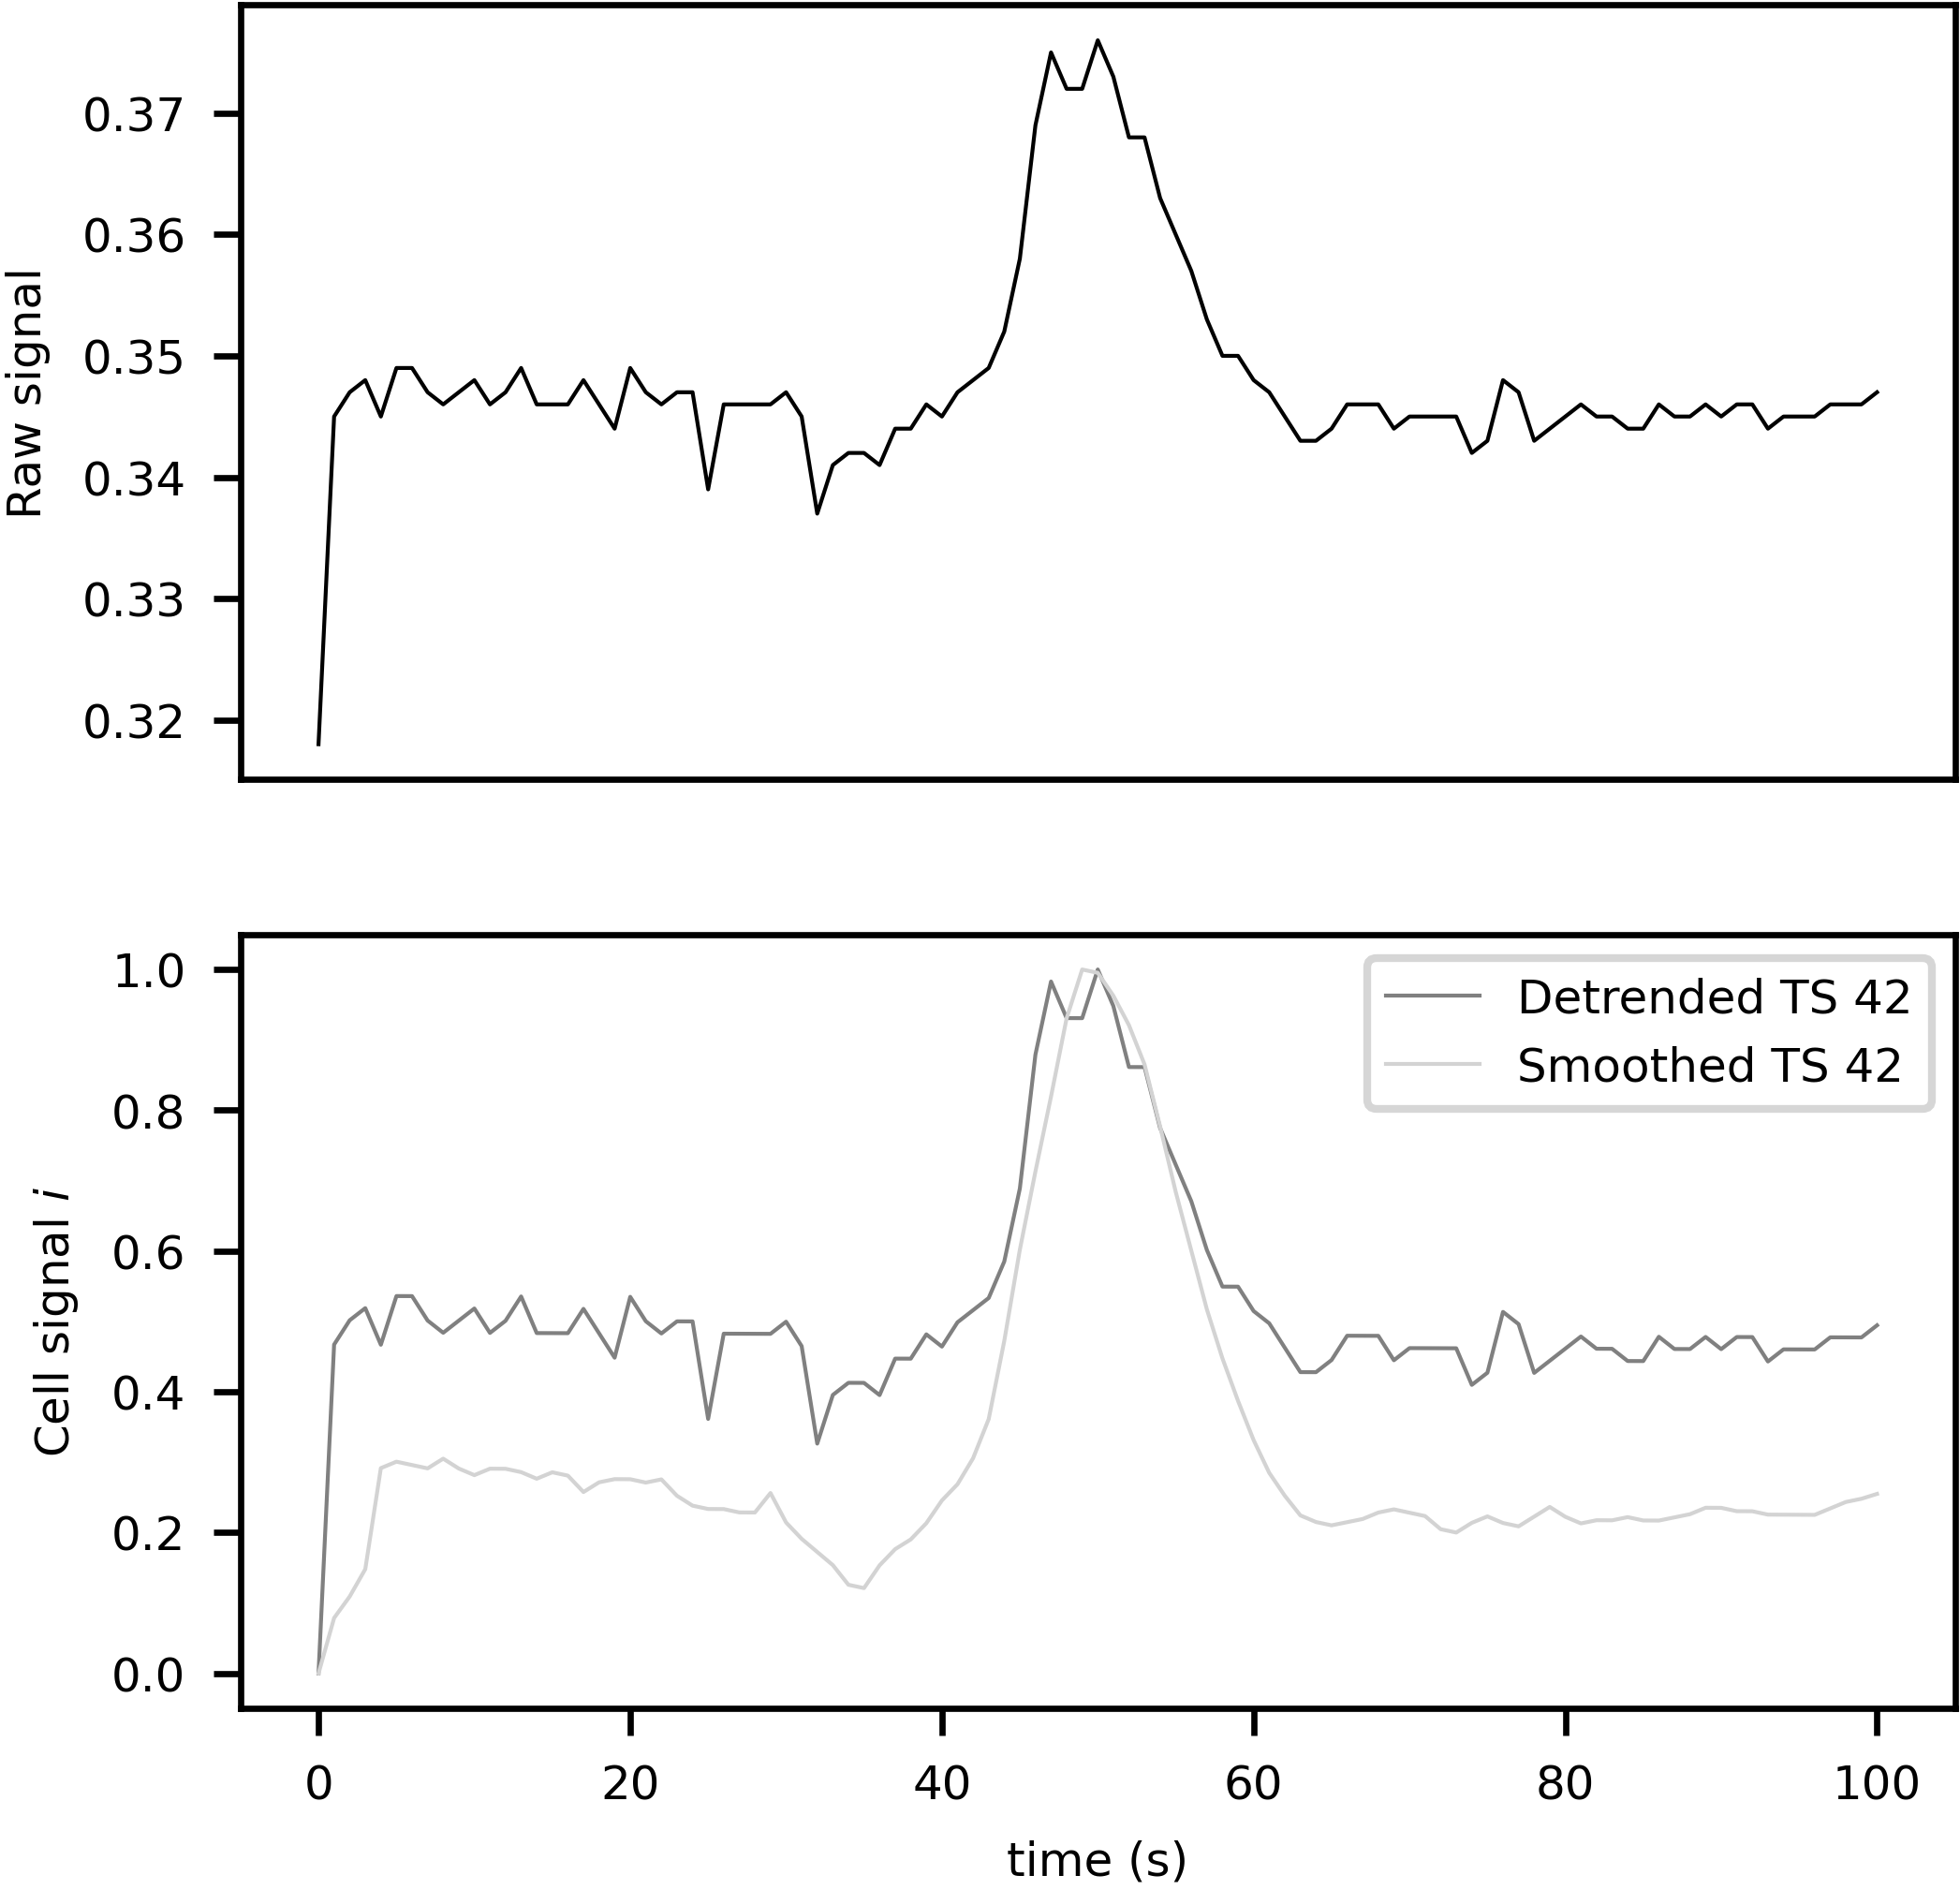 Raw signal
0.37
0.36
0.35
0.34
0.33
0.32
Cell signal i
1.0
0.8
0.6
0.4
0.2
0.0
Detrended TS 42
Smoothed TS 42
0 20 40 60 80 100
time (s)